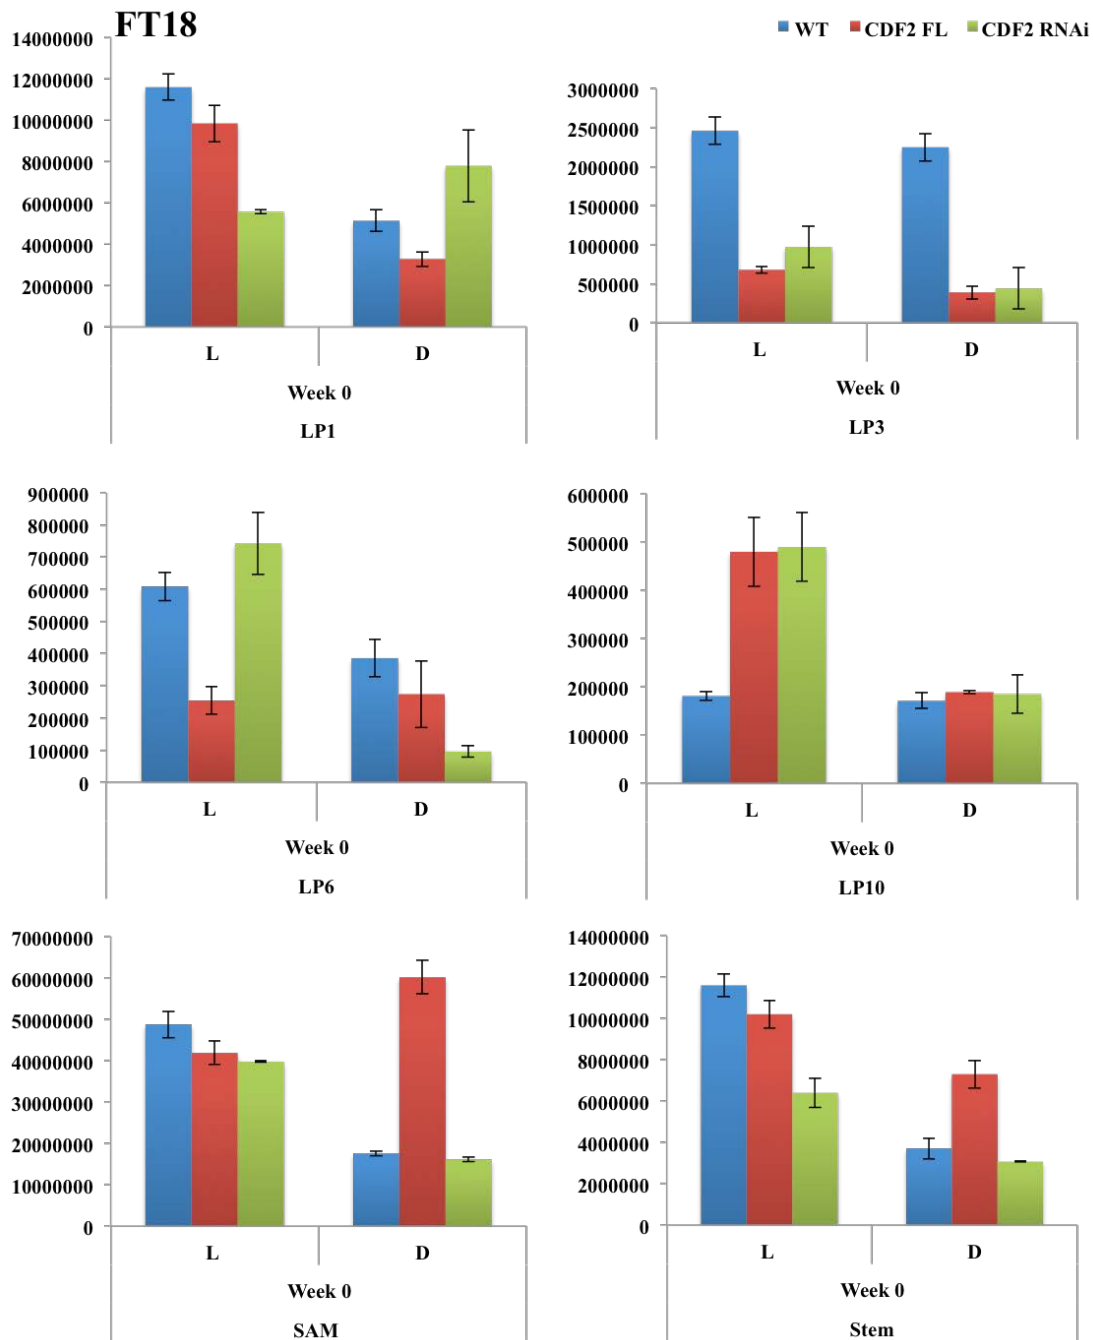 FT18
WT CDF2 FL CDF2 RNAi
14000000
12000000
10000000
8000000
6000000
4000000
2000000
0
L D
Week 0
LP1
3000000
2500000
2000000
1500000
1000000
500000
0
L D
Week 0
LP3
900000
800000
700000
600000
500000
400000
300000
200000
100000
0
L D
Week 0
LP6
600000
500000
400000
300000
200000
100000
0
L D
Week 0
LP10
70000000
60000000
50000000
40000000
30000000
20000000
10000000
0
L D
Week 0
SAM
14000000
12000000
10000000
8000000
6000000
4000000
2000000
0
L D
Week 0
Stem